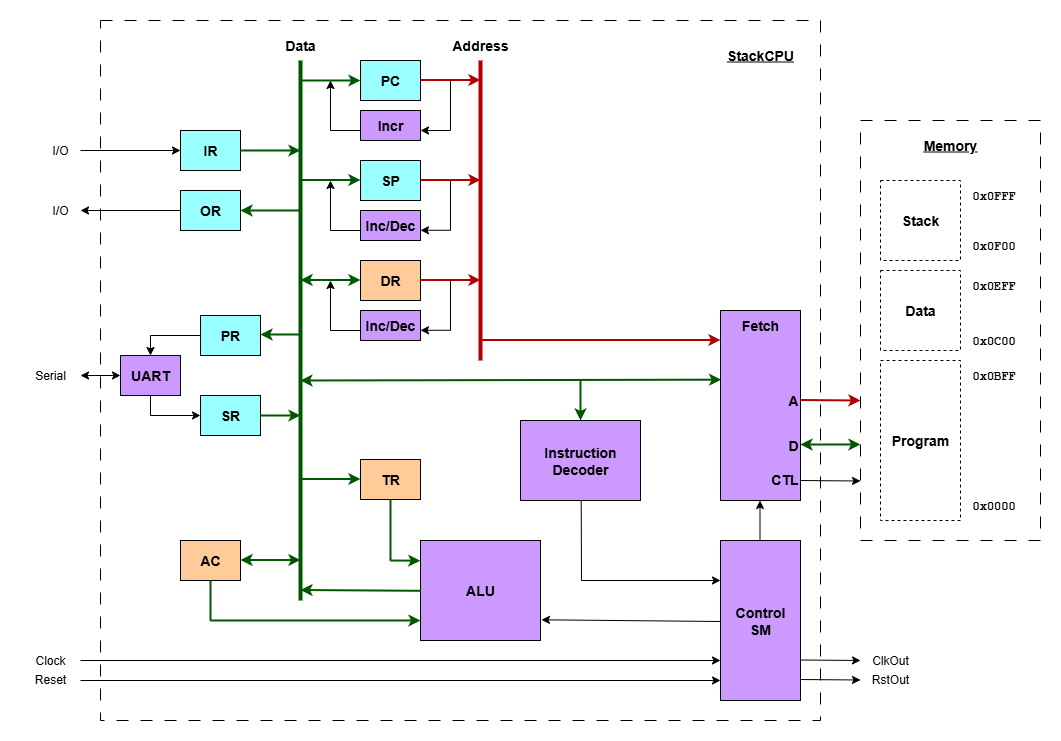 Data
Address
StackCPU
PC
Incr
I/O
IR
SP
I/O
OR
Inc/Dec
DR
Inc/Dec
PR
Serial
UART
SR
Fetch
A
D
CTL
Instruction
Decoder
TR
AC
ALU
Control
SM
Clock
Reset
ClkOut
RstOut
Memory
Stack
0x0FFF
0x0F00
Data
0x0EFF
0x0C00
0x0BFF
Program
0x0000